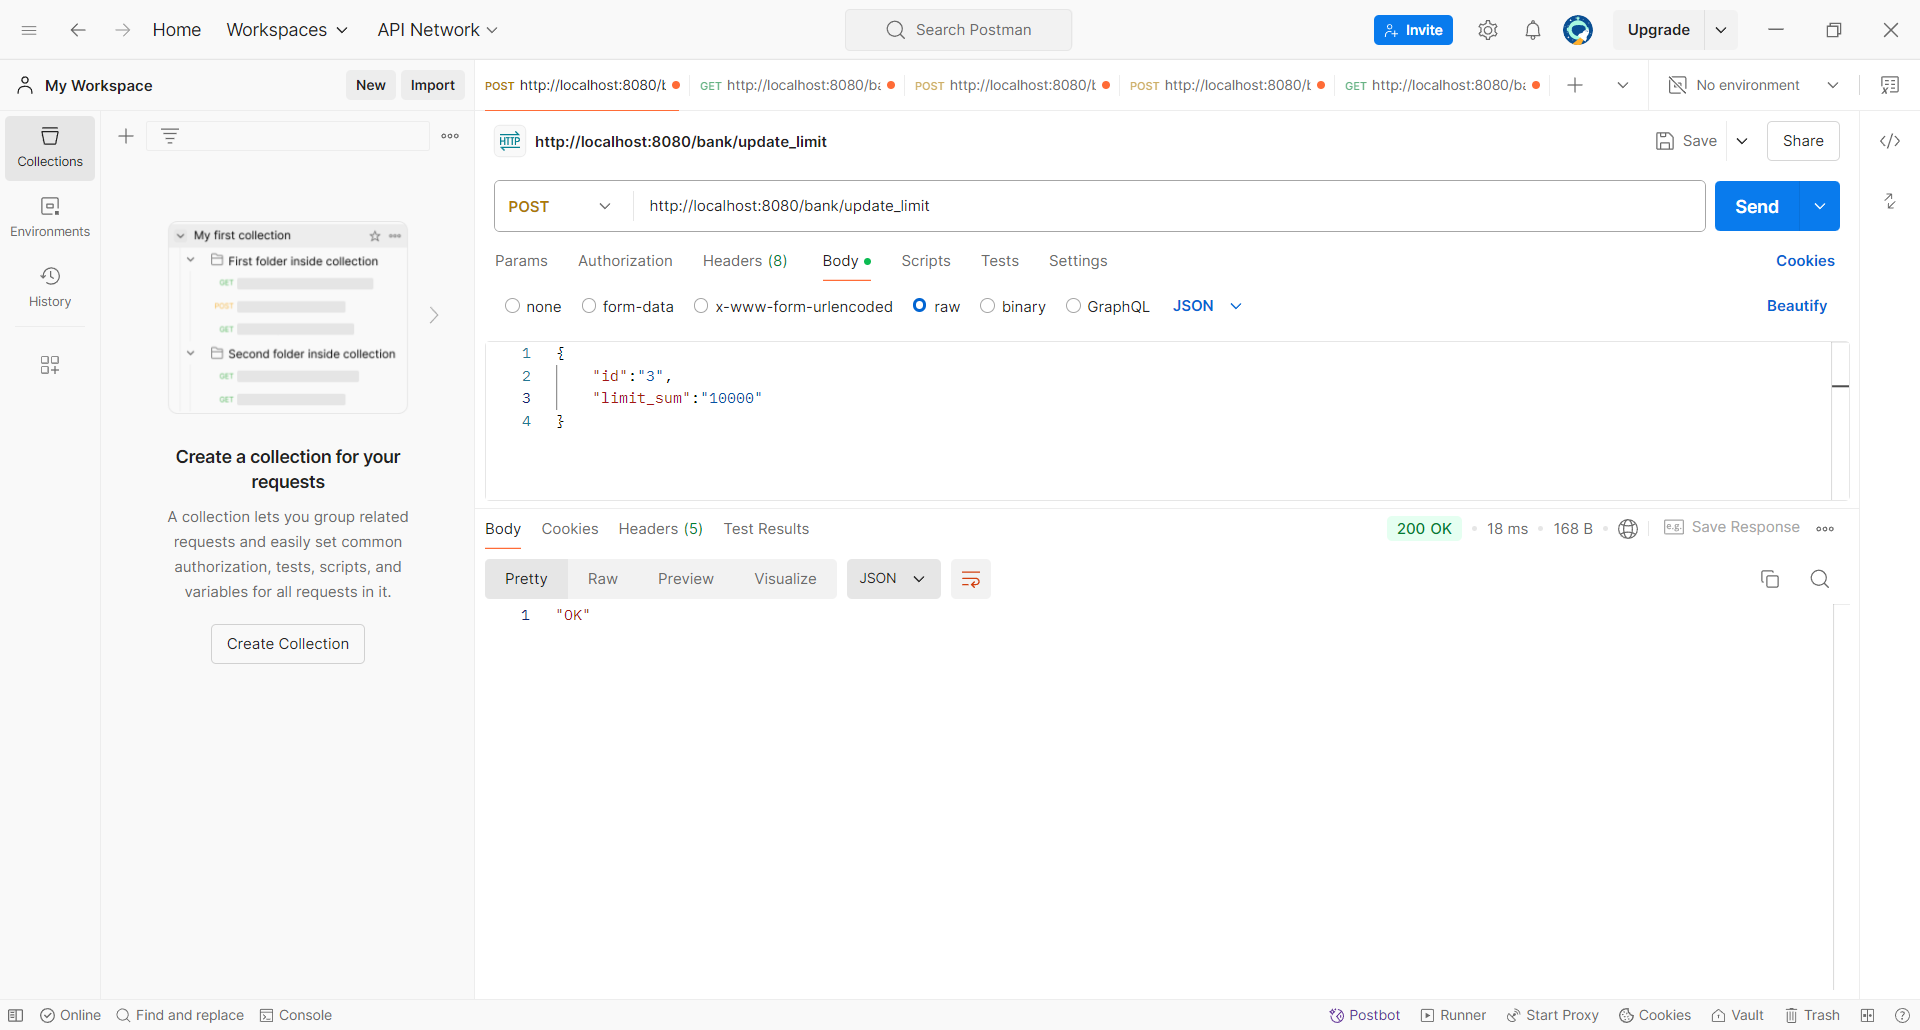 Home
Workspaces
API Network
Search Postman
Invite
Upgrade
My Workspace
New
Import
POST http://localhost:8080/b
GET http://localhost:8080/ba
POST http://localhost:8080/b
POST http://localhost:8080/b
GET http://localhost:8080/ba
No environment
Collections
Environments
History
My first collection
First folder inside collection
GET
POST
GET
Second folder inside collection
GET
GET
Create a collection for your
requests
A collection lets you group related
requests and easily set common
authorization, tests, scripts, and
variables for all requests in it.
Create Collection
HTTP
http://localhost:8080/bank/update_limit
Save
Share
POST
http://localhost:8080/bank/update_limit
Send
Params
Authorization
Headers (8)
Body
Scripts
Tests
Settings
Cookies
none
form-data
x-www-form-urlencoded
raw
binary
GraphQL
JSON
Beautify
1 {
2 "id":"3",
3 "limit_sum":"10000"
4 }
Body
Cookies
Headers (5)
Test Results
200 OK
18 ms
168 B
e.g.
Save Response
Pretty
Raw
Preview
Visualize
JSON
1 "OK"
Online
Find and replace
Console
Postbot
Runner
Start Proxy
Cookies
Vault
Trash